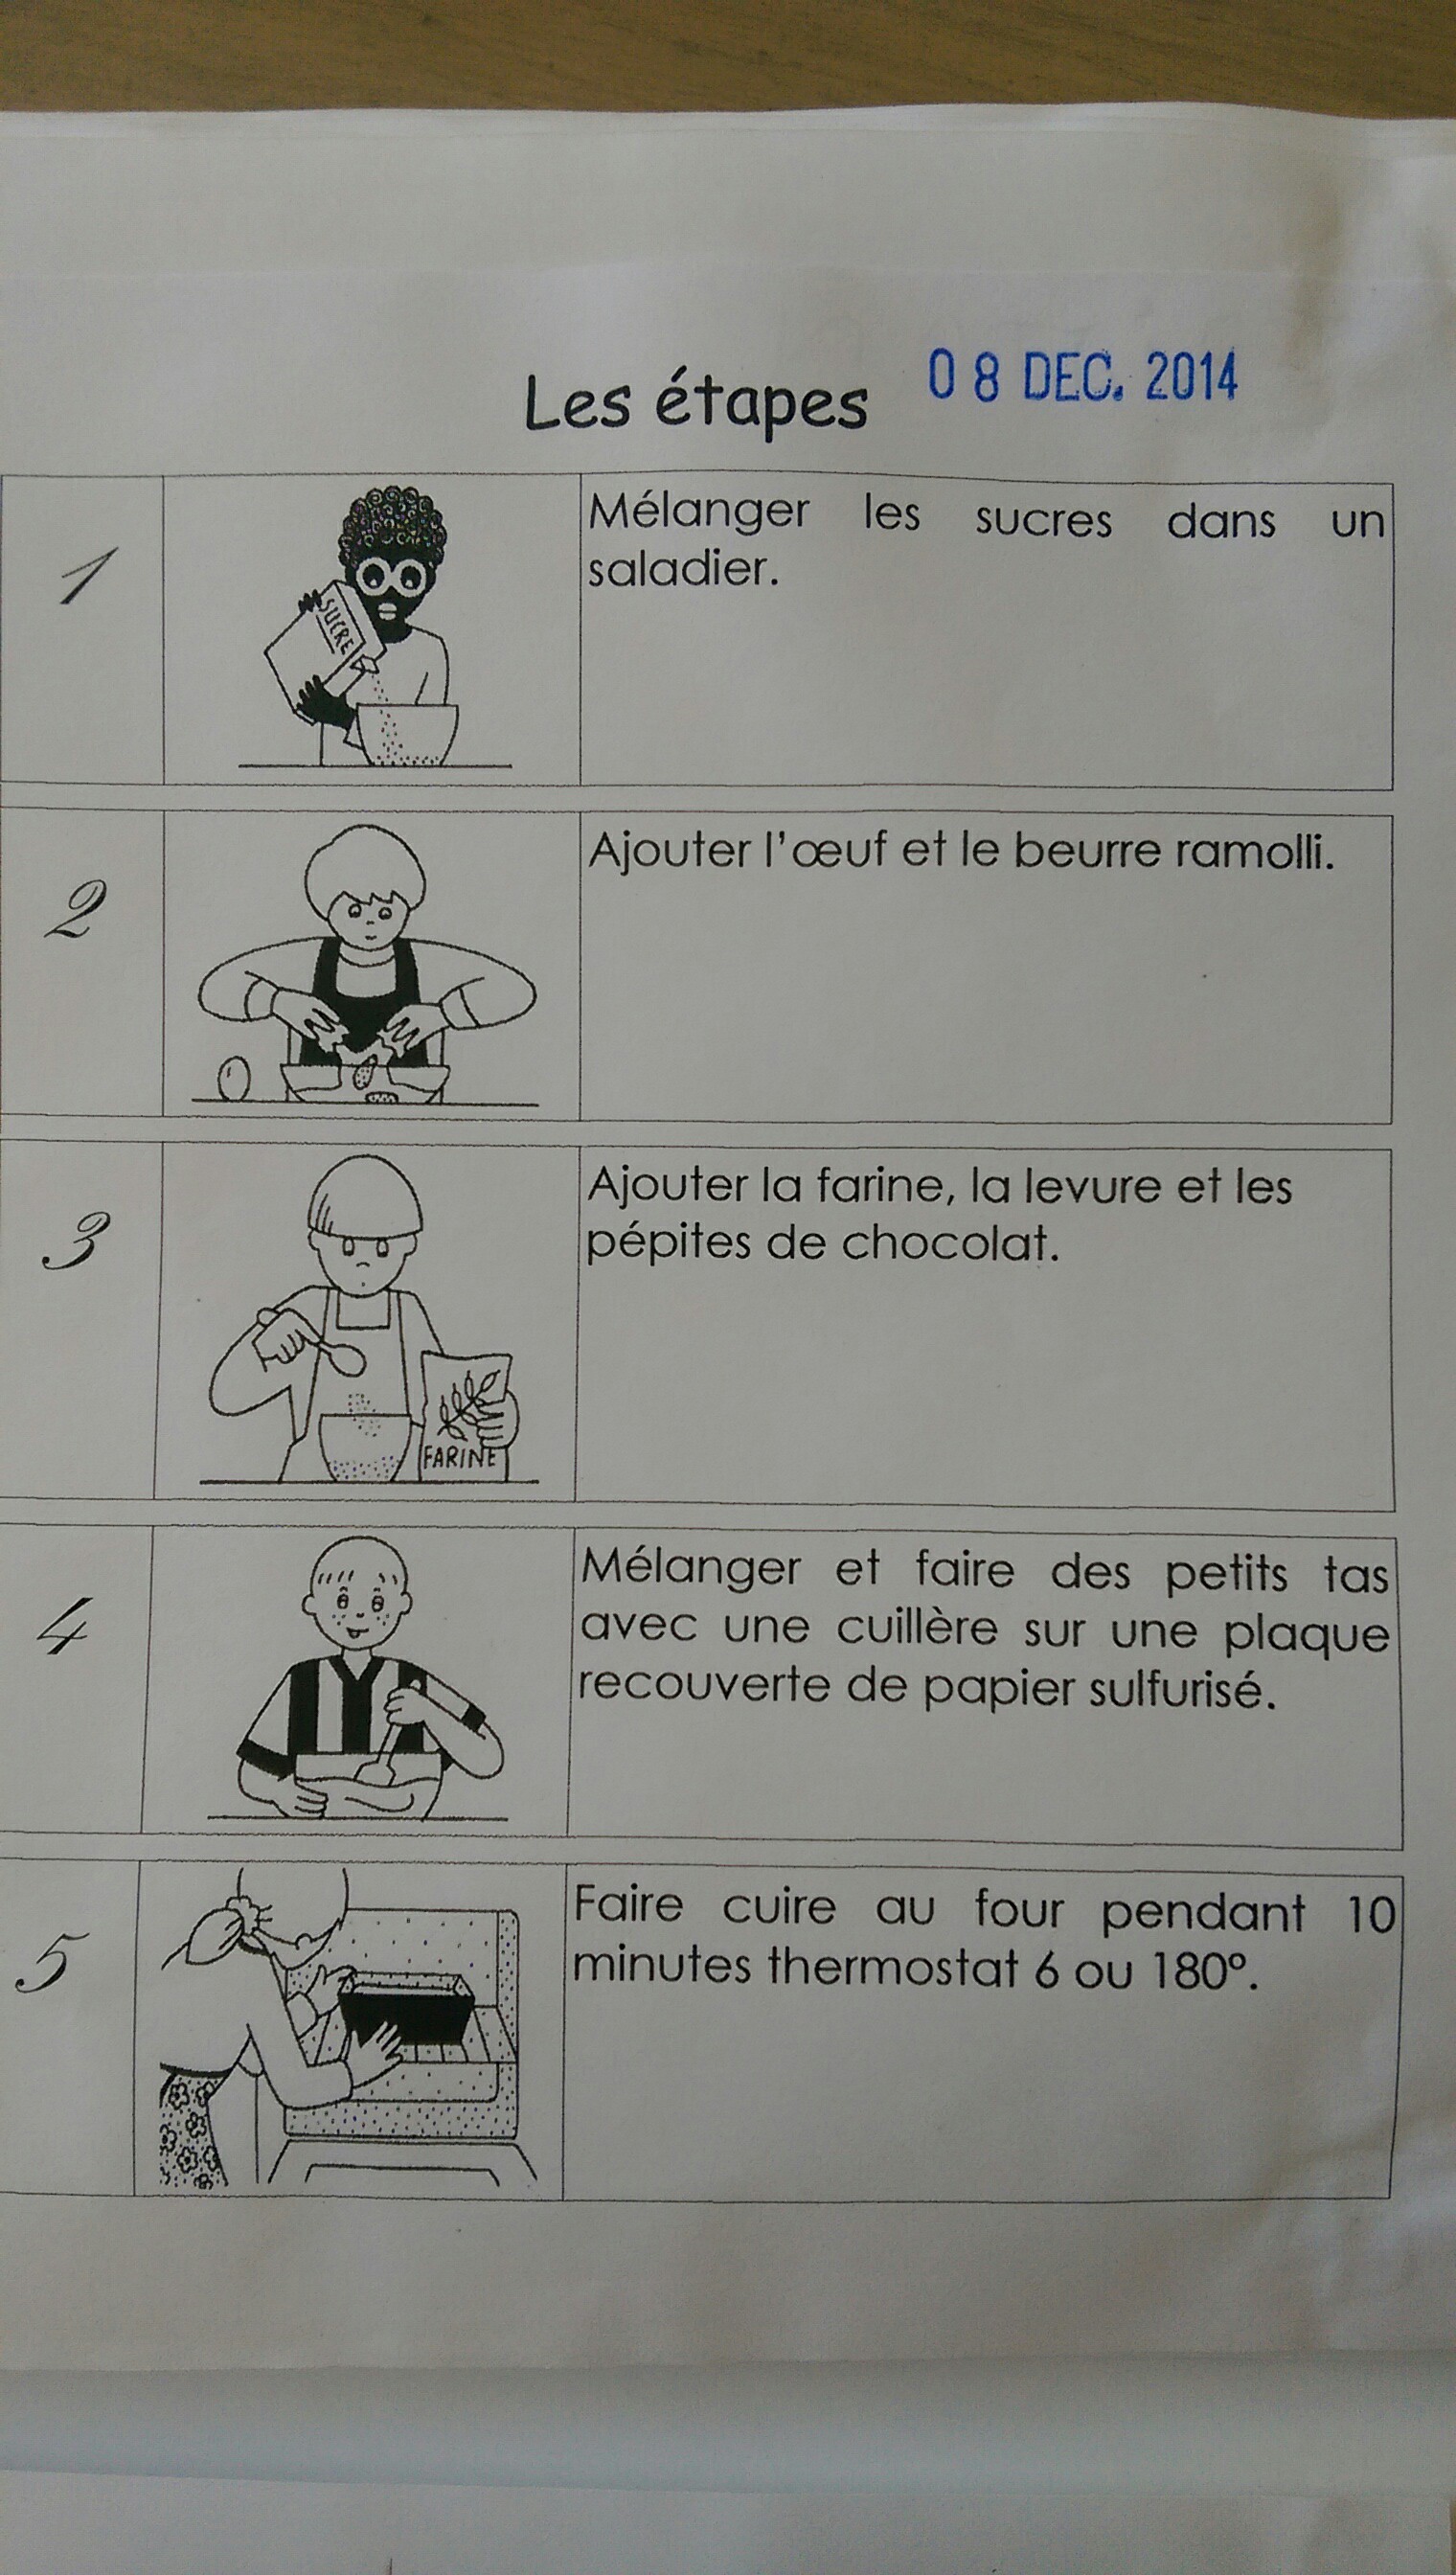 Les étapes
08 DEC. 2014
1
SUCRE
Mélanger les sucres dans un
saladier.
2
Ajouter l'œuf et le beurre ramolli.
3
FARINE
Ajouter la farine, la levure et les
pépites de chocolat.
4
Mélanger et faire des petits tas
avec une cuillère sur une plaque
recouverte de papier sulfurisé.
5
Faire cuire au four pendant 10
minutes thermostat 6 ou 180°.